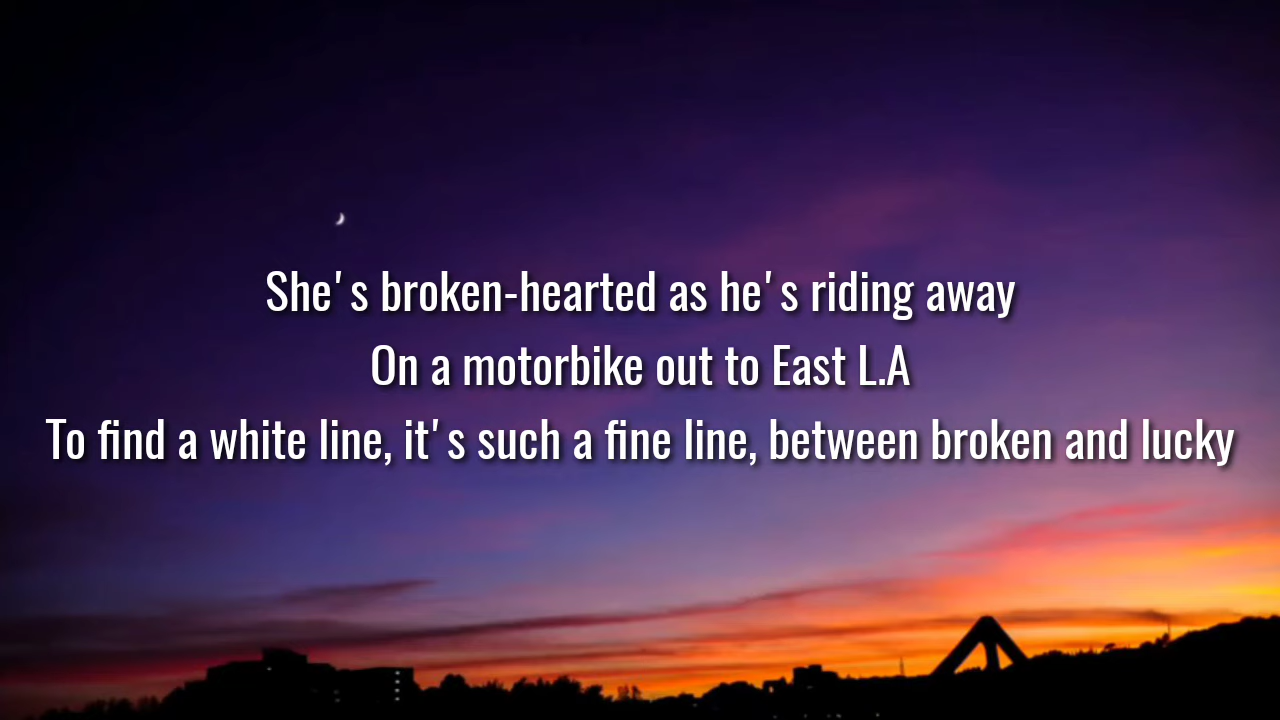 She's broken-hearted as he's riding away
On a motorbike out to East L.A
To find a white line, it's such a fine line, between broken and lucky